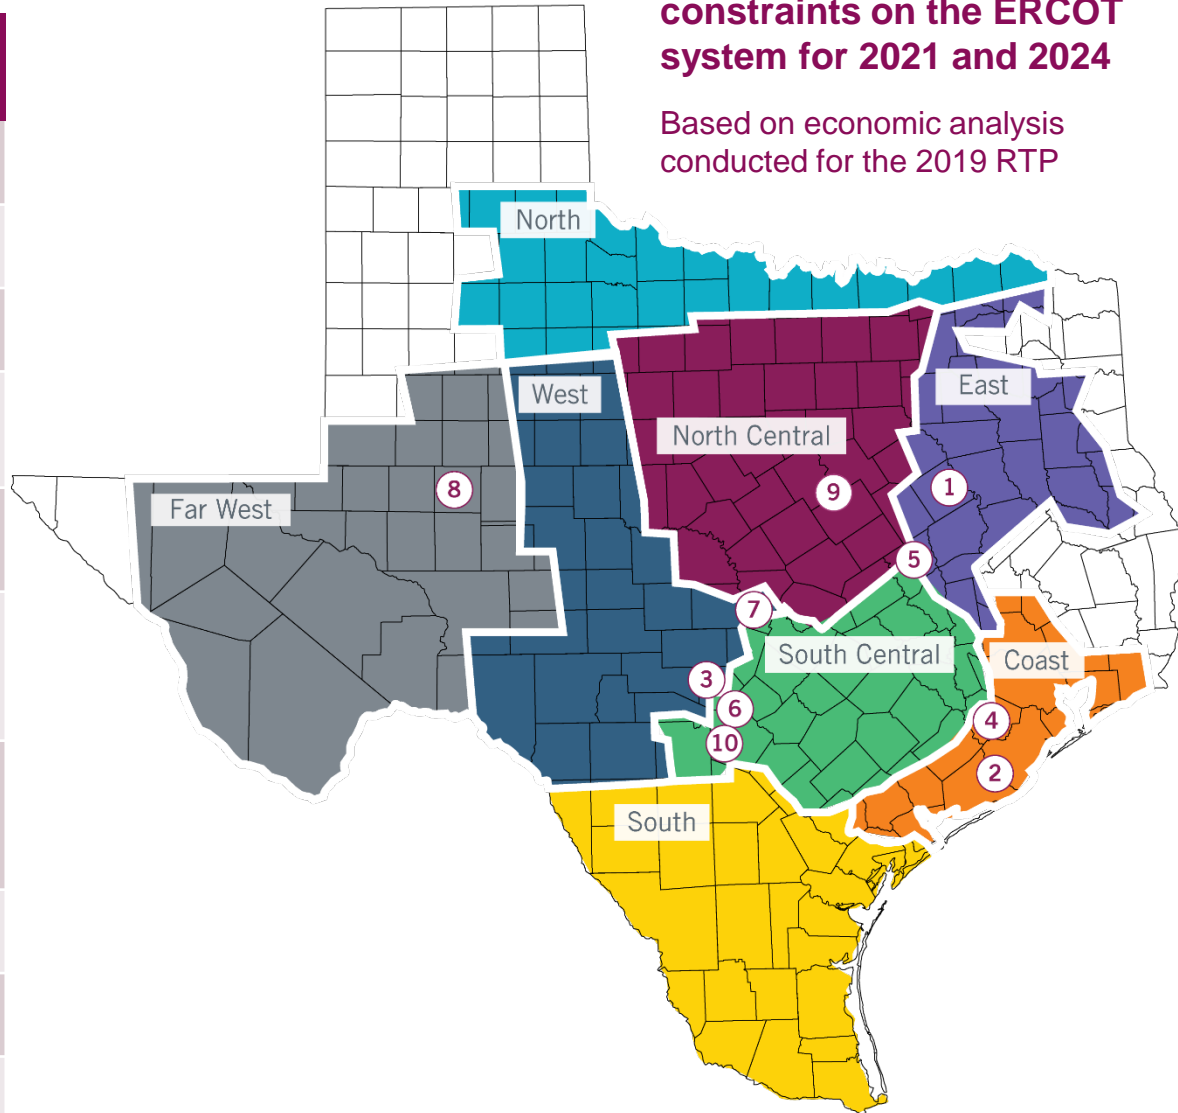 constraints on the ERCOT
system for 2021 and 2024
Based on economic analysis
conducted for the 2019 RTP
North
West
East
North Central
8
9
1
Far West
5
7
South Central
Coast
3
6
4
10
2
South